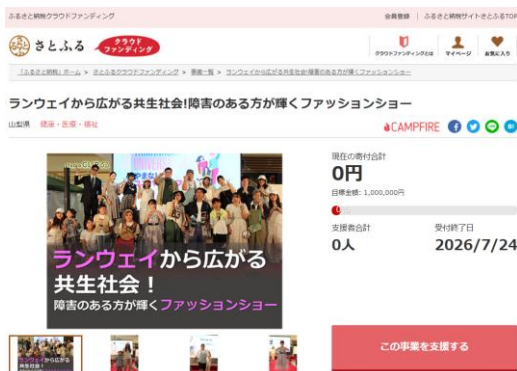 ふるさと納税クラウドファンディング
会員登録 | ふるさと納税サイトさとふるTOP
さとふる
クラウド
ファンディング
クラウドファンディングとは
マイページ
お気に入り
「ふるさと納税」ホーム > さとふるクラウドファンディング > 事業一覧 > ランウェイから広がる共生社会!障害のある方が輝くファッションショー
ランウェイから広がる共生社会!障害のある方が輝くファッションショー
山梨県 健康・医療・福祉
CAMPFIRE
ランウェイから広がる
共生社会！
障害のある方が輝くファッションショー
現在の寄付合計
0円
目標金額: 1,000,000円
支援者合計
受付終了日
0人
2026/7/24
この事業を支援する